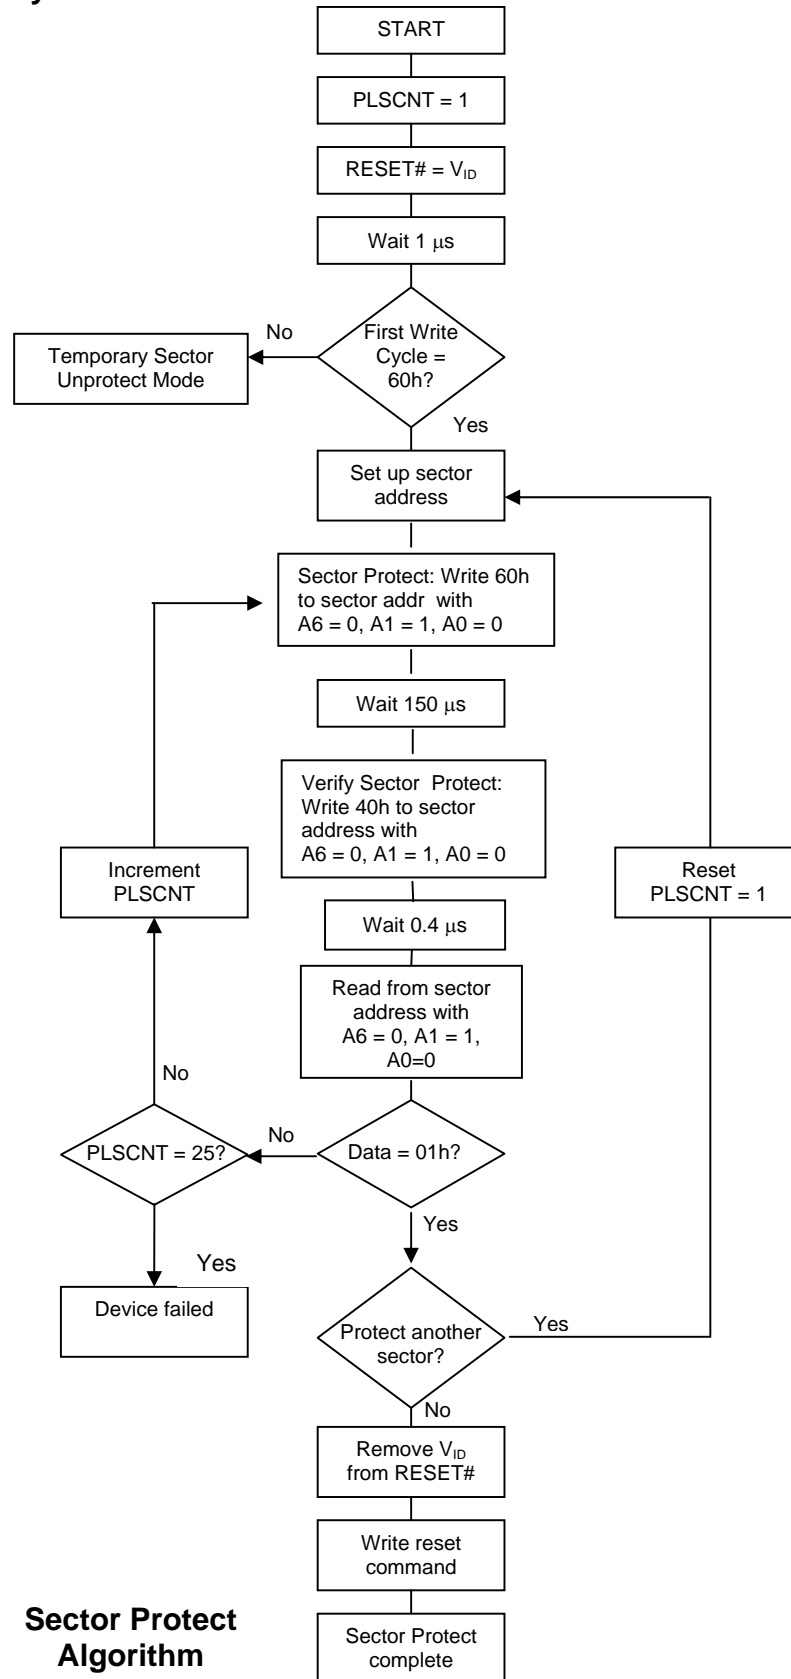 START
PLSCNT = 1
RESET# = VID
Wait 1 μs
First Write
Cycle =
60h?
No
Temporary Sector
Unprotect Mode
Yes
Set up sector
address
Sector Protect: Write 60h
to sector addr with
A6 = 0, A1 = 1, A0 = 0
Wait 150 μs
Verify Sector Protect:
Write 40h to sector
address with
A6 = 0, A1 = 1, A0 = 0
Increment
PLSCNT
Reset
PLSCNT = 1
Wait 0.4 μs
Read from sector
address with
A6 = 0, A1 = 1,
A0=0
No
PLSCNT = 25?
No
Data = 01h?
Yes
Yes
Device failed
Protect another
sector?
Yes
No
Remove VID
from RESET#
Write reset
command
Sector Protect
complete
Sector Protect
Algorithm